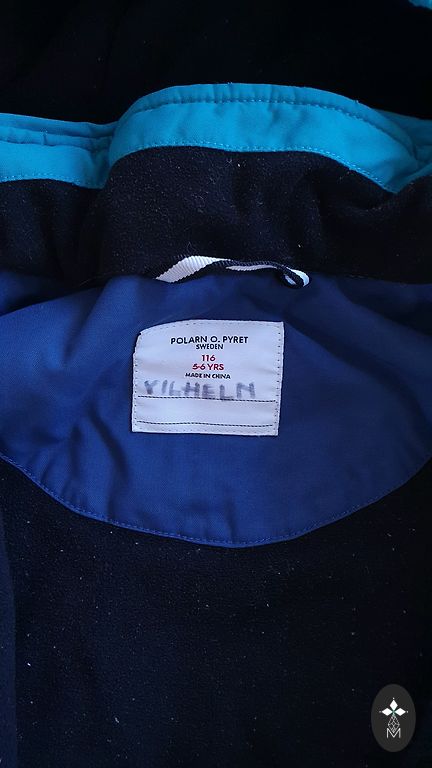 POLARN O. PYRET
SWEDEN
116
5-6 YRS
MADE IN CHINA
VILHELM
M